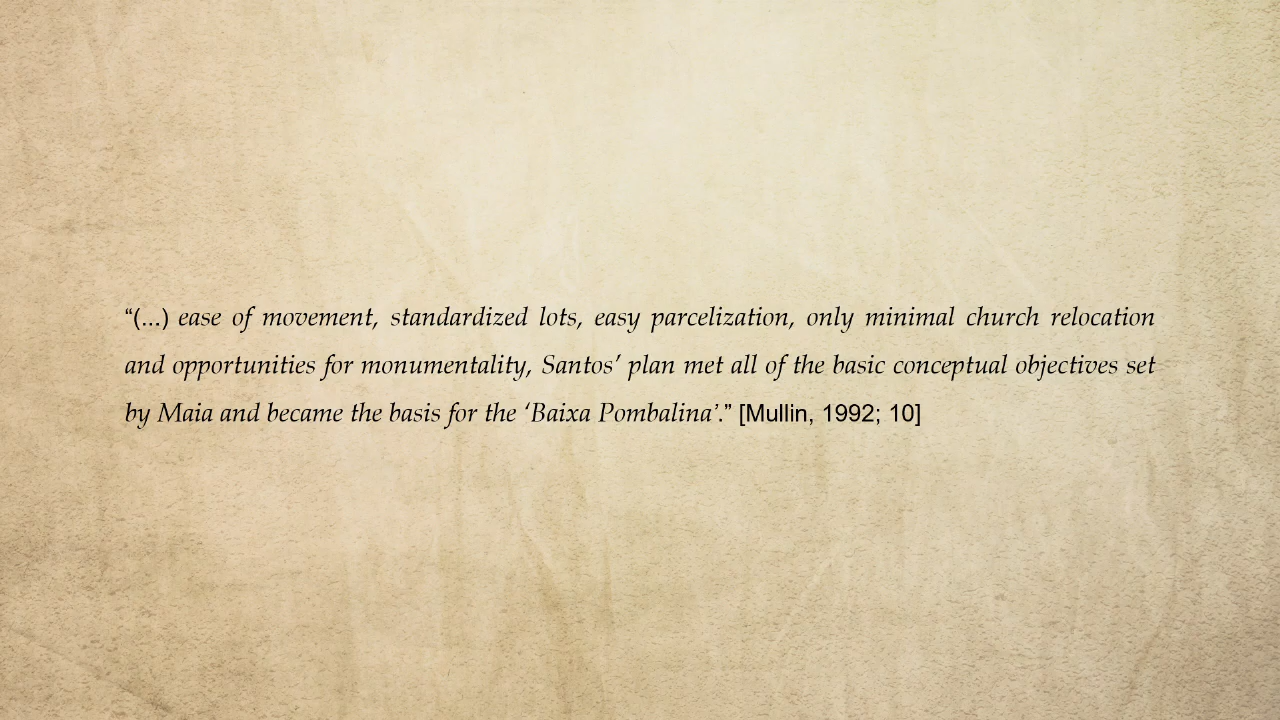 “(...) ease of movement, standardized lots, easy parcelization, only minimal church relocation
and opportunities for monumentality, Santos’ plan met all of the basic conceptual objectives set
by Maia and became the basis for the ‘Baixa Pombalina’.” [Mullin, 1992; 10]